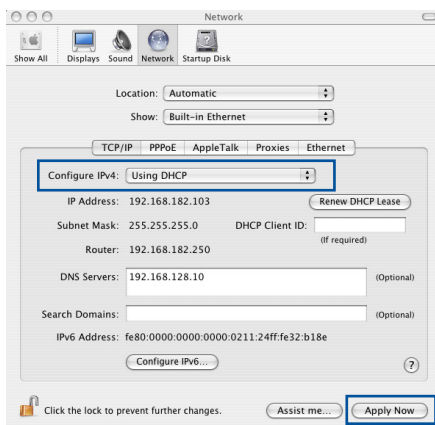 Network
Show All Displays Sound Network Startup Disk
Location: Automatic
Show: Built-in Ethernet
TCP/IP PPPoE AppleTalk Proxies Ethernet
Configure IPv4: Using DHCP
IP Address: 192.168.182.103 Renew DHCP Lease
Subnet Mask: 255.255.255.0 DHCP Client ID:
(If required)
Router: 192.168.182.250
DNS Servers: 192.168.128.10 (Optional)
Search Domains: (Optional)
IPv6 Address: fe80:0000:0000:0000:0211:24ff:fe32:b18e
Configure IPv6... ?
Click the lock to prevent further changes. Assist me... Apply Now